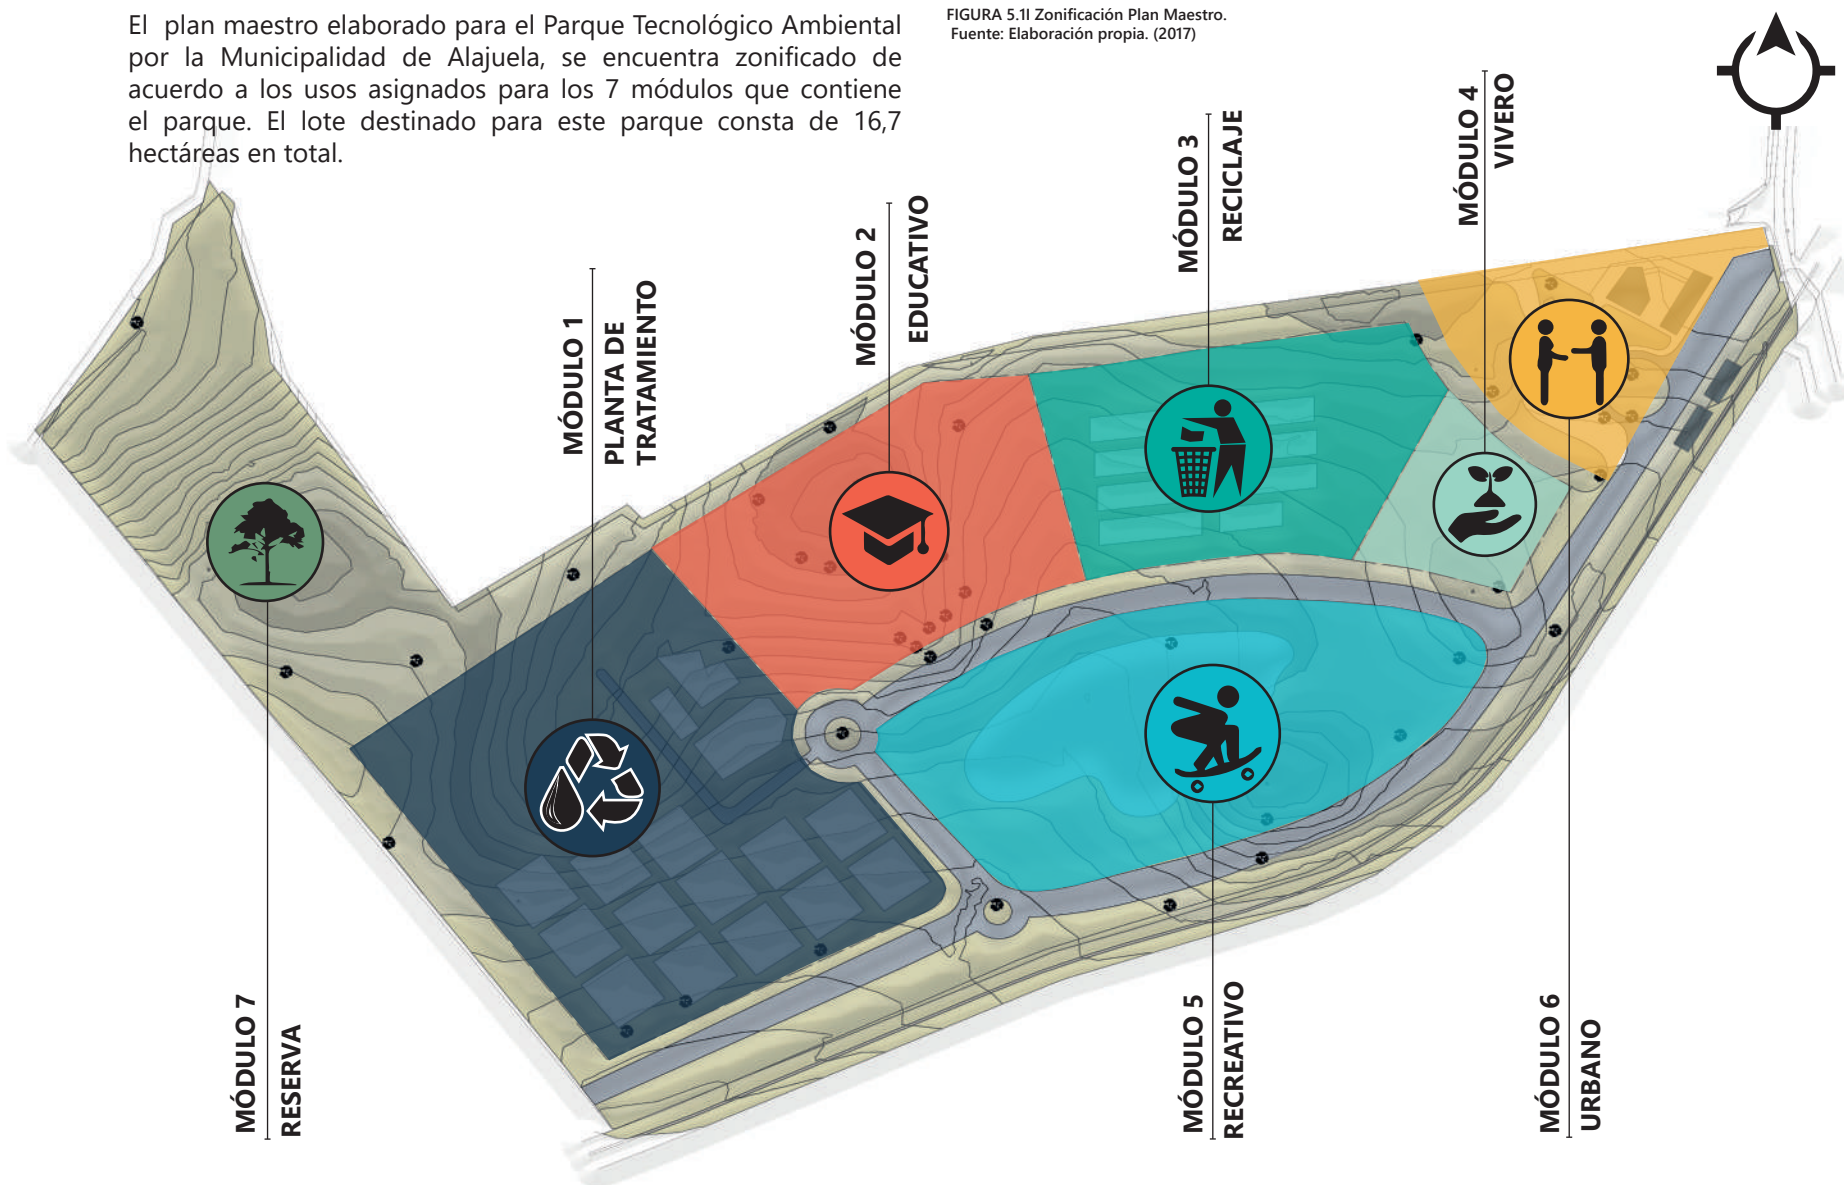 El plan maestro elaborado para el Parque Tecnológico Ambiental
por la Municipalidad de Alajuela, se encuentra zonificado de
acuerdo a los usos asignados para los 7 módulos que contiene
el parque. El lote destinado para este parque consta de 16,7
hectáreas en total.
FIGURA 5.1I Zonificación Plan Maestro.
Fuente: Elaboración propia. (2017)
MÓDULO 1
PLANTA DE
TRATAMIENTO
MÓDULO 2
EDUCATIVO
MÓDULO 3
RECICLAJE
MÓDULO 4
VIVERO
MÓDULO 7
RESERVA
MÓDULO 5
RECREATIVO
MÓDULO 6
URBANO